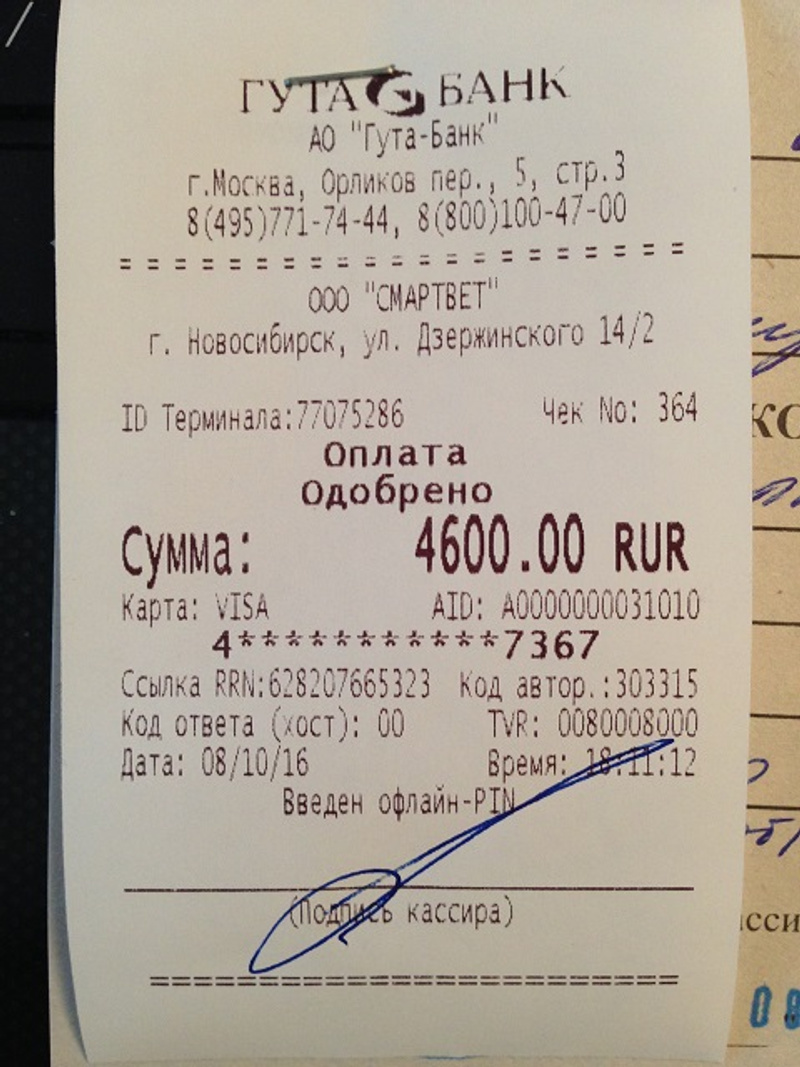 ГУТА БАНК
АО "Гута-Банк"
г.Москва, Орликов пер., 5, стр.3
8(495)771-74-44, 8(800)100-47-00
ООО "СМАРТВЕТ"
г. Новосибирск, ул. Дзержинского 14/2
ID Терминала:77075286 Чек No: 364
Оплата
Одобрено
Сумма: 4600.00 RUR
Карта: VISA AID: A0000000031010
4***********7367
Ссылка RRN:628207665323 Код автор.:303315
Код ответа (хост): 00 TVR: 0080008000
Дата: 08/10/16 Время: 18:11:12
Введен офлайн-PIN
(Подпись кассира)
08